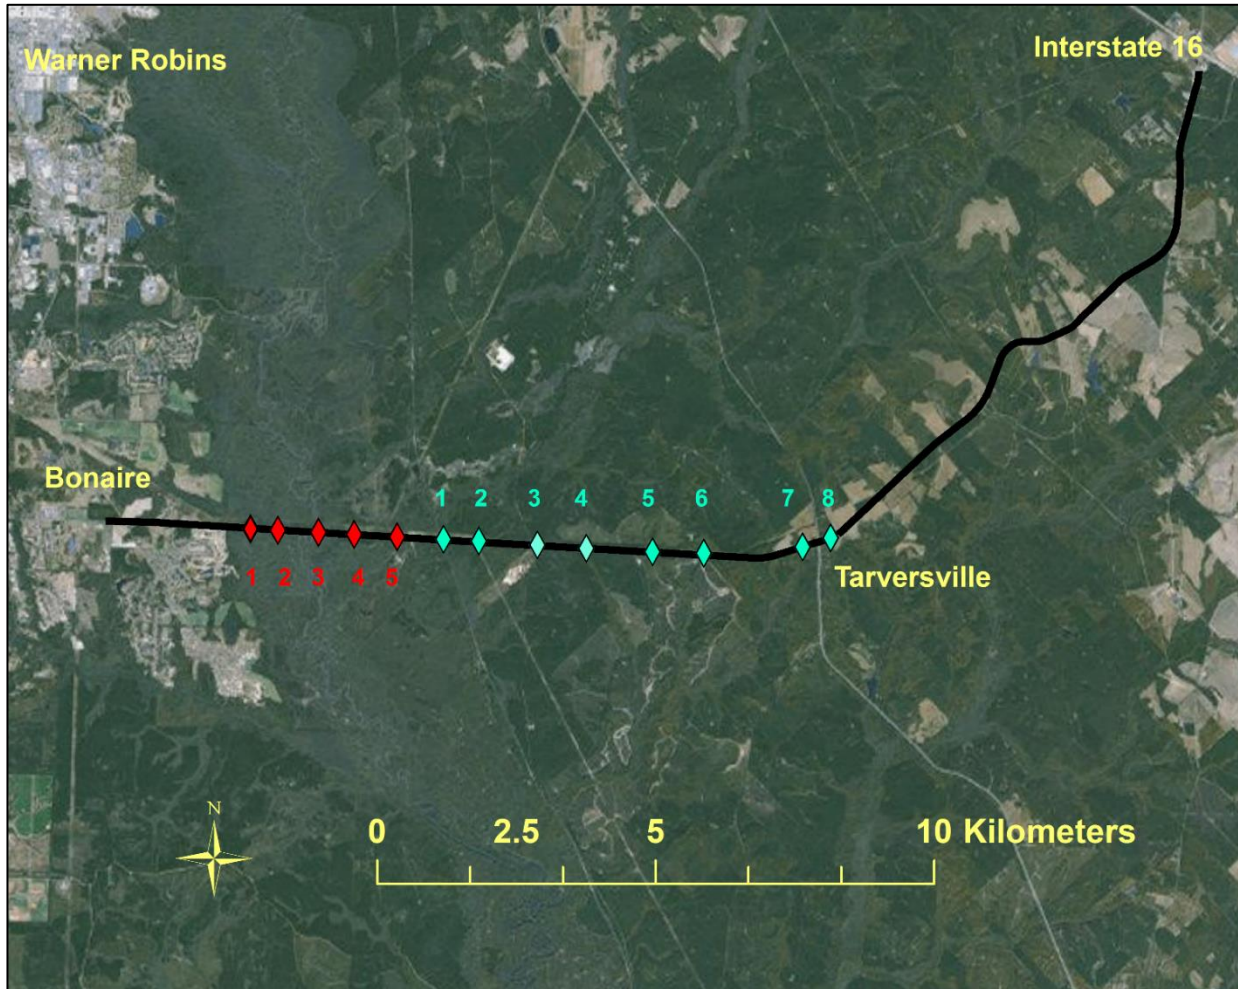 Warner Robins
Interstate 16
Bonaire
1 2 3 4 5 6 7 8
1 2 3 4 5
Tarversville
N
0 2.5 5 10 Kilometers